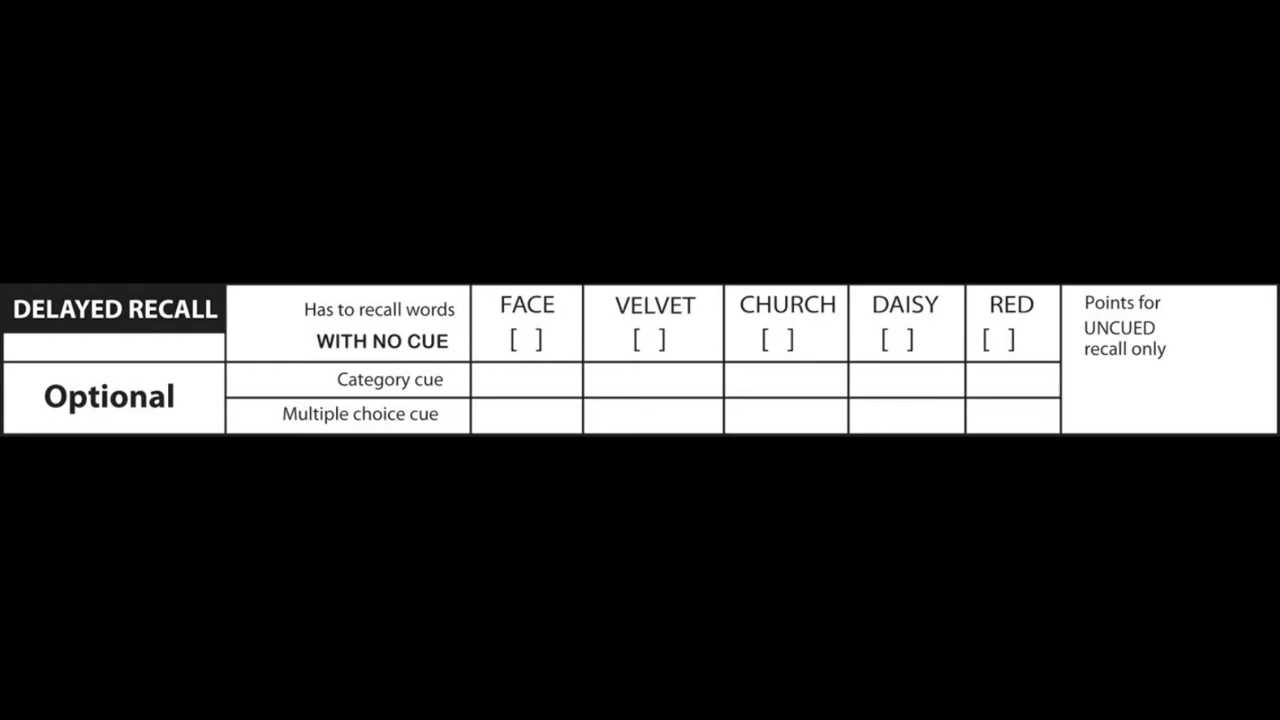 DELAYED RECALL
Has to recall words
WITH NO CUE
FACE
[ ]
VELVET
[ ]
CHURCH
[ ]
DAISY
[ ]
RED
[ ]
Points for
UNCUED
recall only
Optional
Category cue
Multiple choice cue